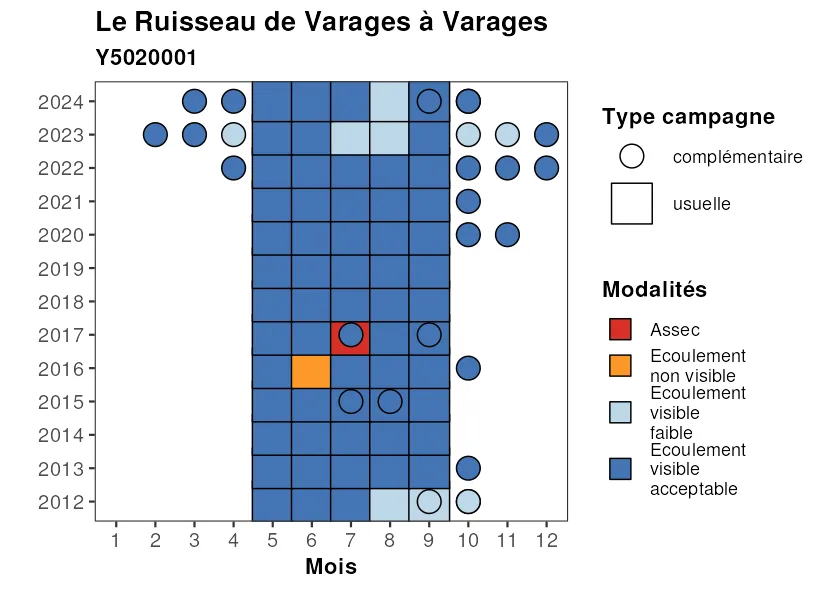 Le Ruisseau de Varages à Varages
Y5020001
2024
2023
2022
2021
2020
2019
2018
2017
2016
2015
2014
2013
2012
1 2 3 4 5 6 7 8 9 10 11 12
Mois
Type campagne
complémentaire
usuelle
Modalités
Assec
Ecoulement
non visible
Ecoulement
visible
faible
Ecoulement
visible
acceptable